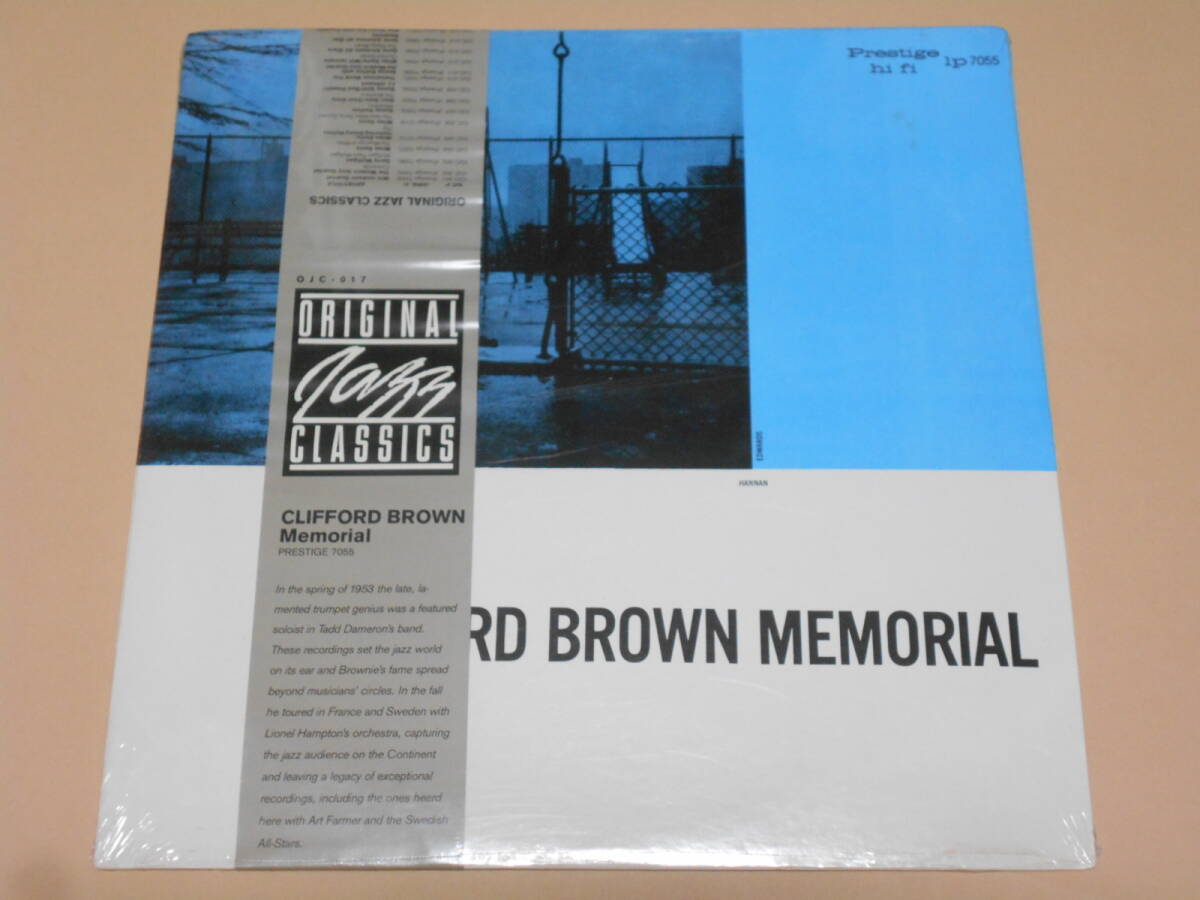 Prestige
hi fi
lp 7055
ORIGINAL JAZZ CLASSICS
OJC-017
ORIGINAL
Jazz
CLASSICS
EDWARDS
HANNAN
CLIFFORD BROWN
Memorial
PRESTIGE 7055
In the spring of 1953 the late, la-
mented trumpet genius was a featured
soloist in Tadd Dameron's band.
These recordings set the jazz world
on its ear and Brownie's fame spread
beyond musicians' circles. In the fall
he toured in France and Sweden with
Lionel Hampton's orchestra, capturing
the jazz audience on the Continent
and leaving a legacy of exceptional
recordings, including the ones heerd
here with Art Farmer and the Swedish
All-Stars.
RD BROWN MEMORIAL